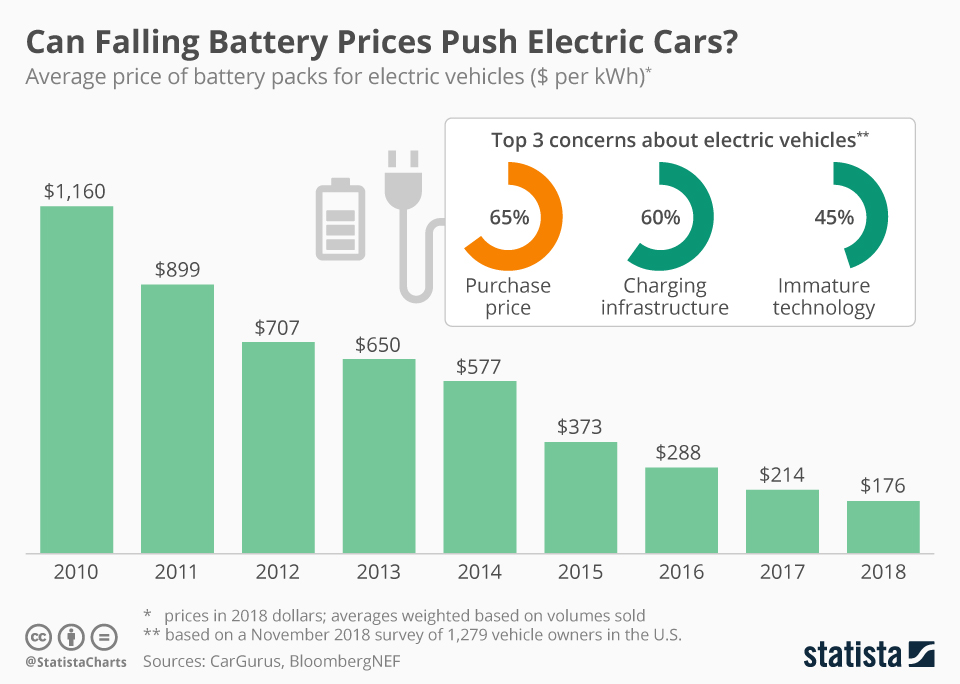 Can Falling Battery Prices Push Electric Cars?
Average price of battery packs for electric vehicles ($ per kWh)*
Top 3 concerns about electric vehicles**
65%
60%
45%
Purchase
price
Charging
infrastructure
Immature
technology
$1,160
$899
$707
$650
$577
$373
$288
$214
$176
2010
2011
2012
2013
2014
2015
2016
2017
2018
* prices in 2018 dollars; averages weighted based on volumes sold
** based on a November 2018 survey of 1,279 vehicle owners in the U.S.
Sources: CarGurus, BloombergNEF
cc
@StatistaCharts
statista